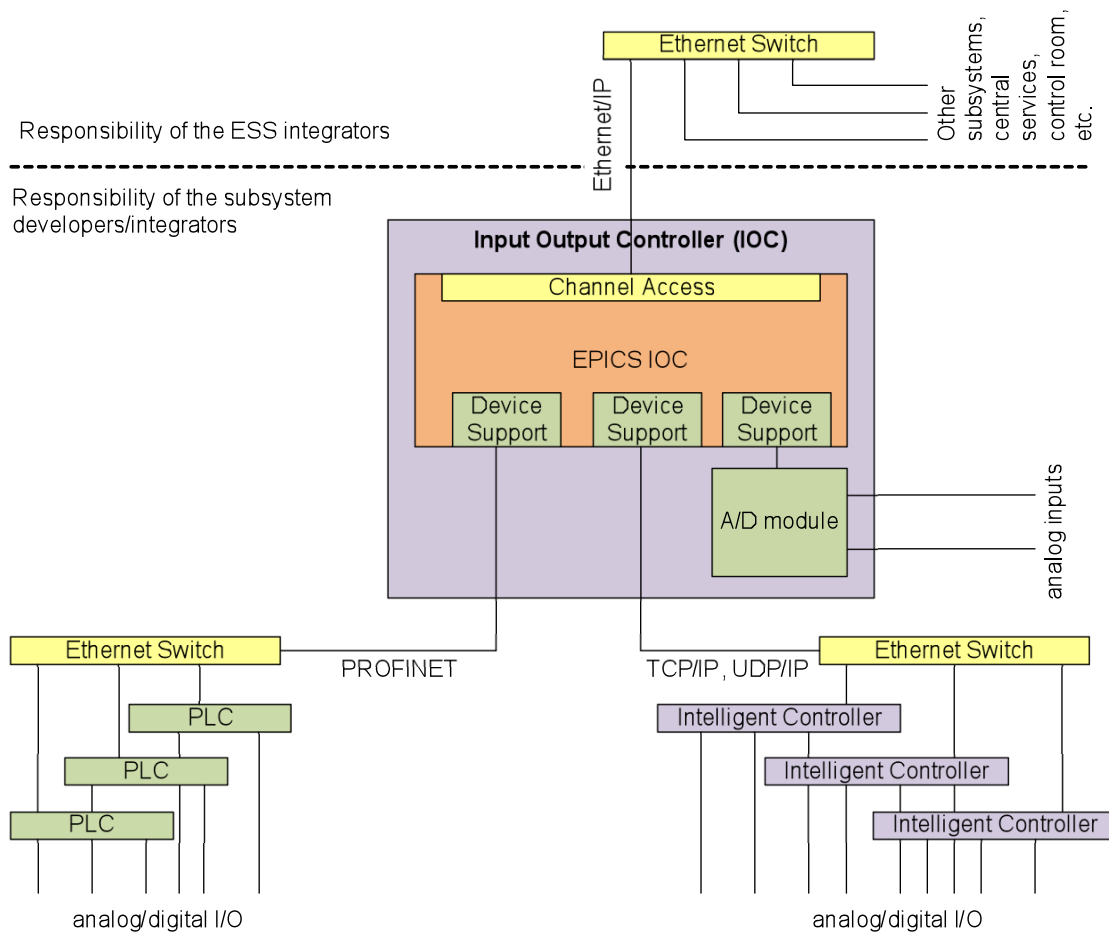 Ethernet Switch
Other
subsystems,
central
services,
control room,
etc.
Ethernet/IP
Responsibility of the ESS integrators
Responsibility of the subsystem
developers/integrators
Input Output Controller (IOC)
Channel Access
EPICS IOC
Device
Support
Device
Support
Device
Support
A/D module
analog inputs
Ethernet Switch
PROFINET
TCP/IP, UDP/IP
Ethernet Switch
PLC
PLC
PLC
Intelligent Controller
Intelligent Controller
Intelligent Controller
analog/digital I/O
analog/digital I/O